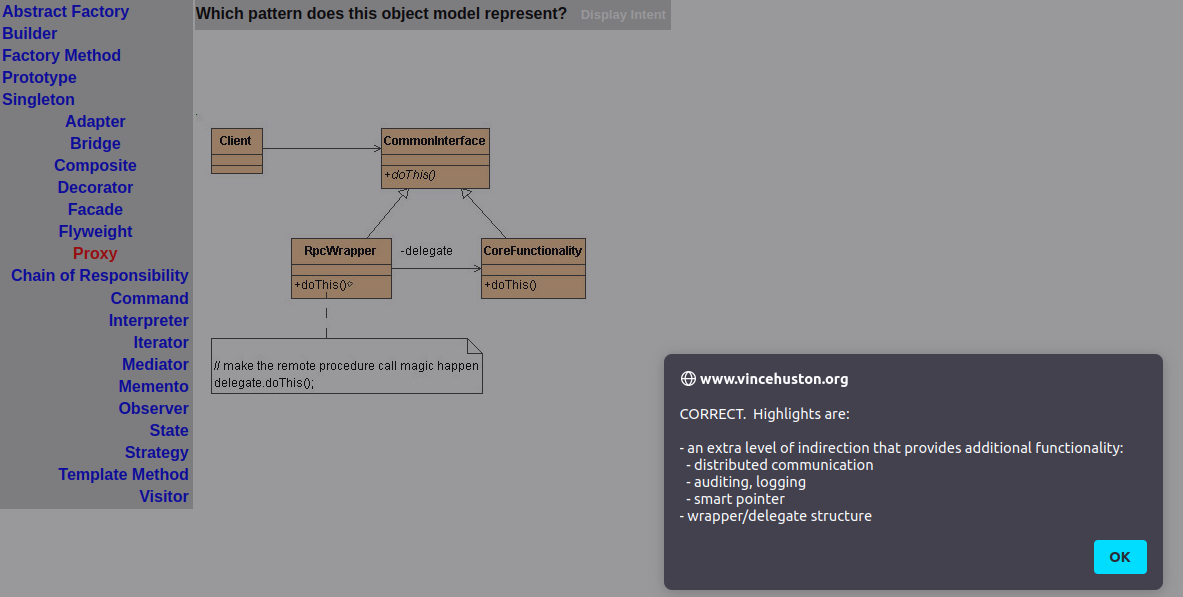 Abstract Factory
Builder
Factory Method
Prototype
Singleton
Adapter
Bridge
Composite
Decorator
Facade
Flyweight
Proxy
Chain of Responsibility
Command
Interpreter
Iterator
Mediator
Memento
Observer
State
Strategy
Template Method
Visitor
Which pattern does this object model represent? Display Intent
Client
CommonInterface
+doThis()
RpcWrapper
-delegate
CoreFunctionality
+doThis()
+doThis()
// make the remote procedure call magic happen
delegate.doThis();
www.vincehuston.org
CORRECT. Highlights are:
- an extra level of indirection that provides additional functionality:
- distributed communication
- auditing, logging
- smart pointer
- wrapper/delegate structure
OK